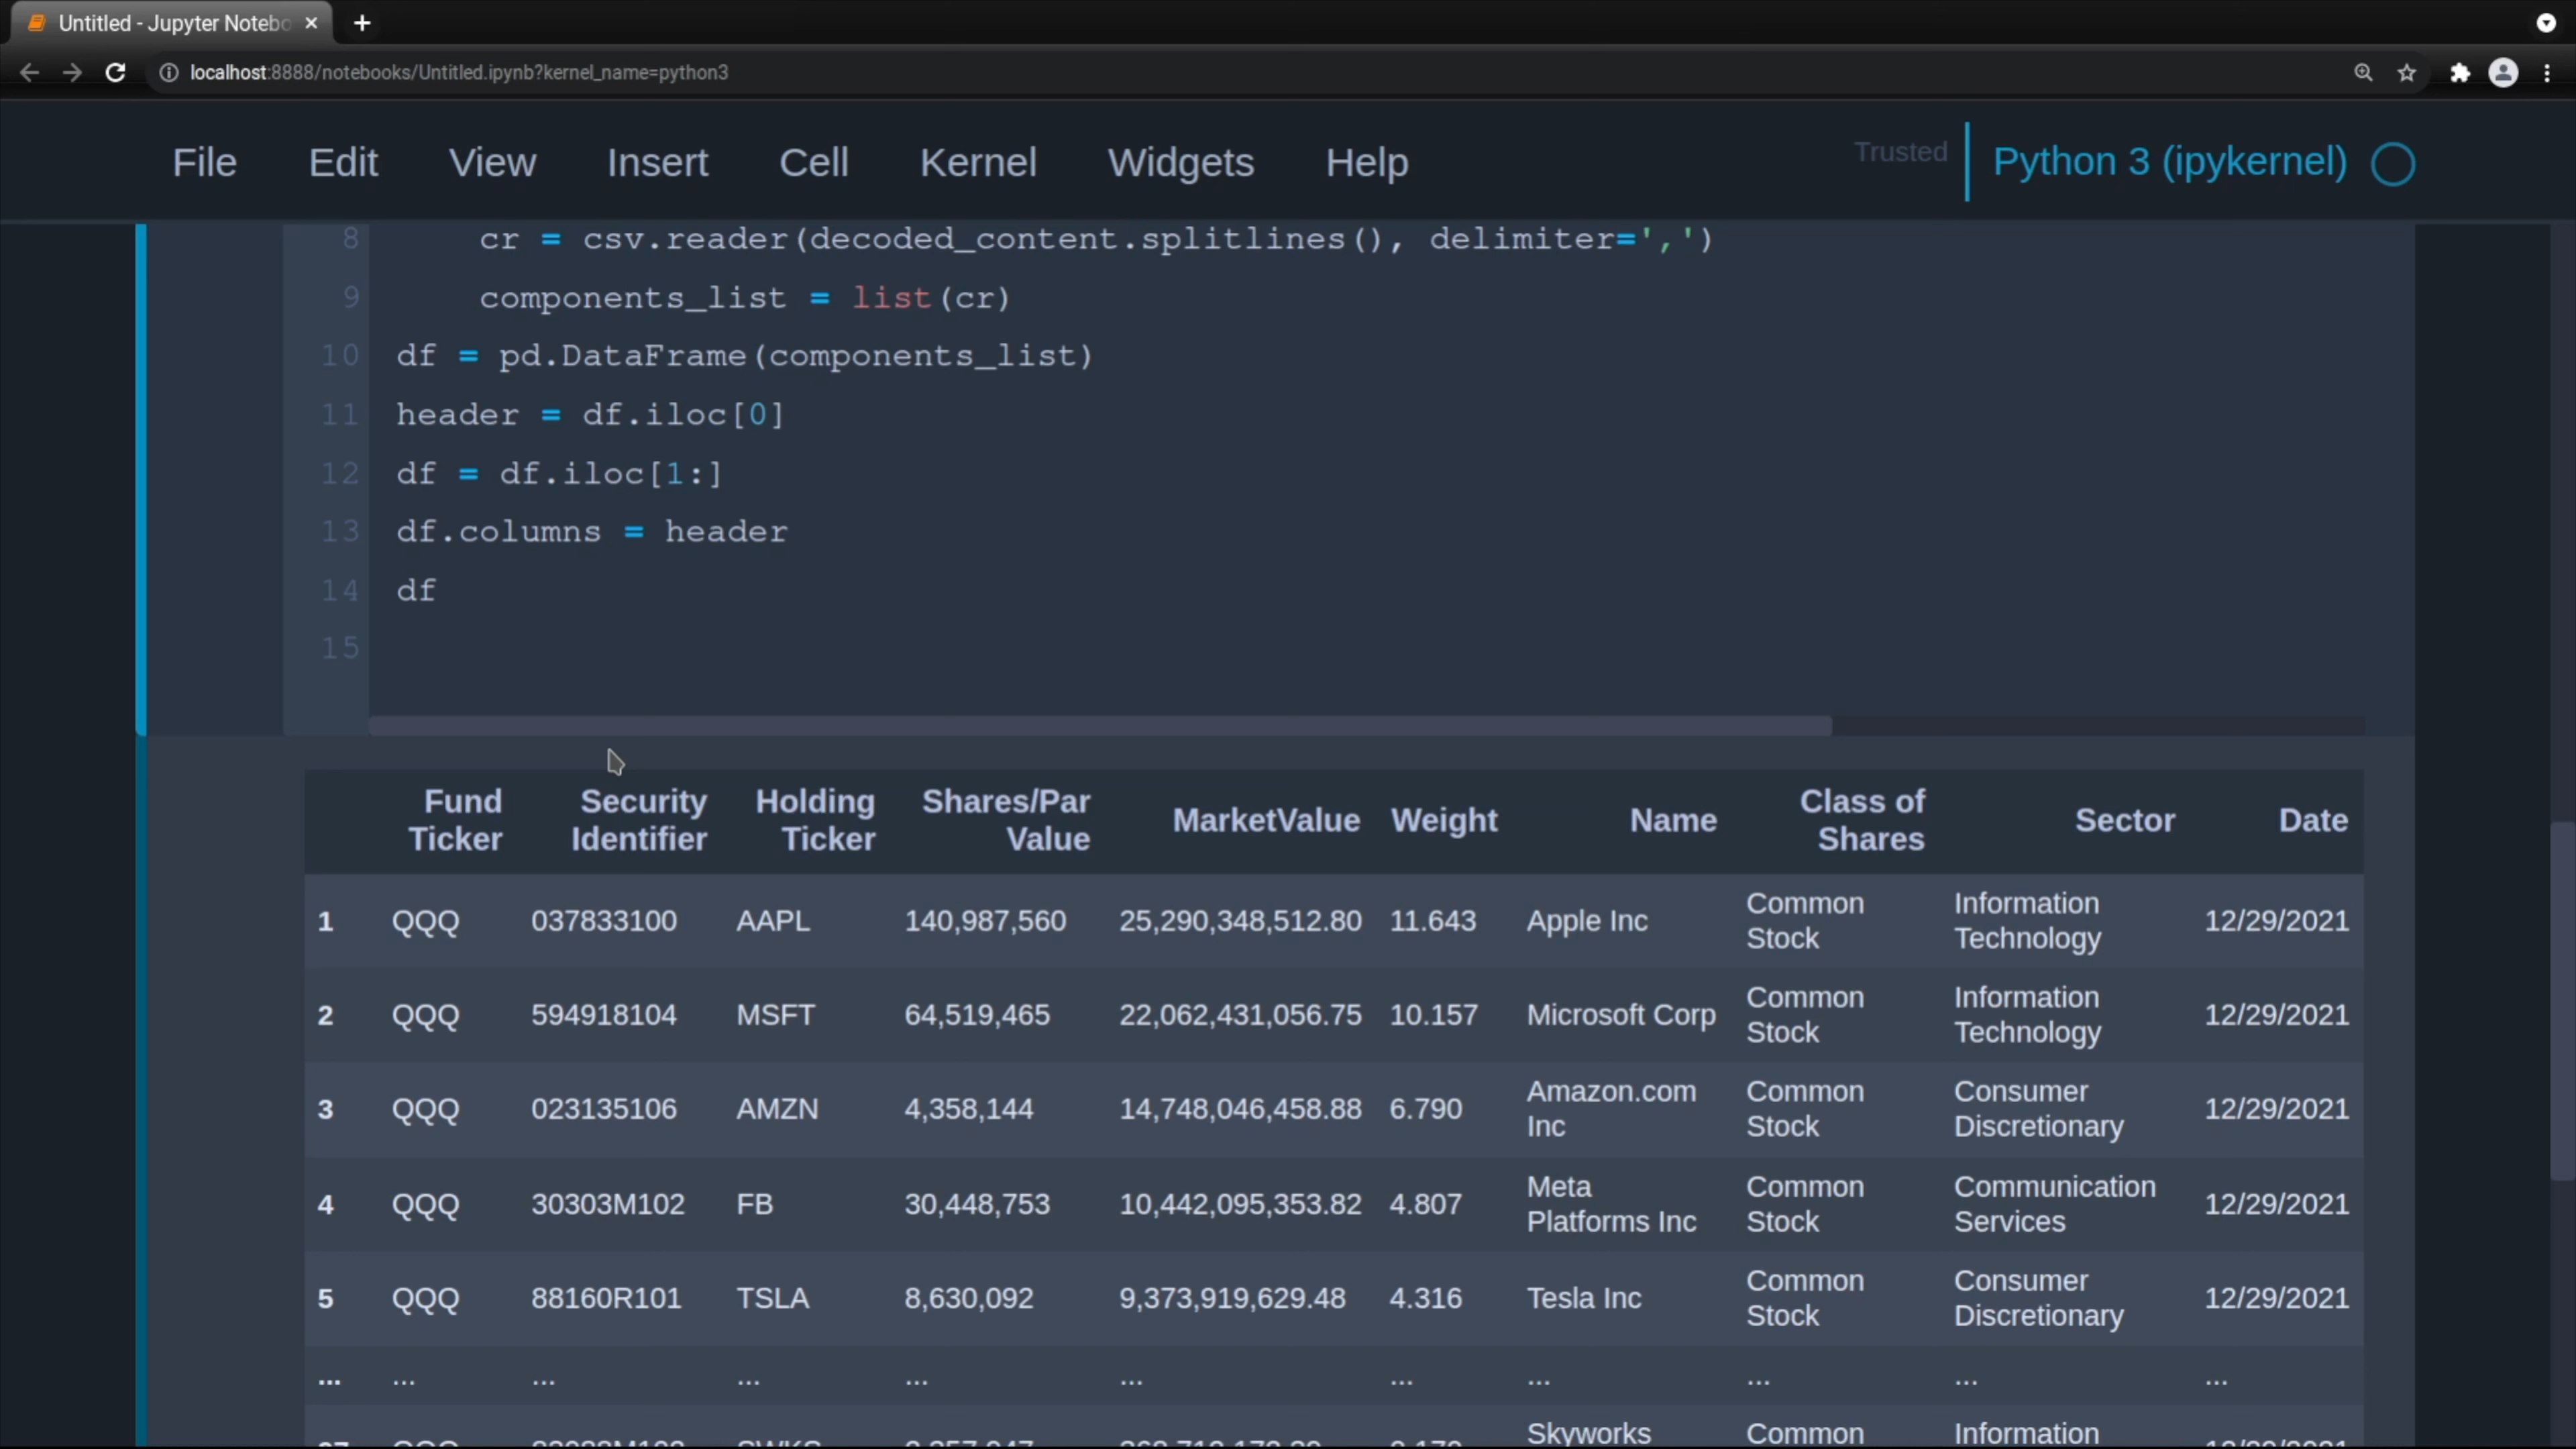 Untitled - Jupyter Notebo
localhost:8888/notebooks/Untitled.ipynb?kernel_name=python3
File Edit View Insert Cell Kernel Widgets Help Trusted Python 3 (ipykernel)
8 cr = csv.reader(decoded_content.splitlines(), delimiter=',')
9 components_list = list(cr)
10 df = pd.DataFrame(components_list)
11 header = df.iloc[0]
12 df = df.iloc[1:]
13 df.columns = header
14 df
15
Fund Ticker Security Identifier Holding Ticker Shares/Par Value MarketValue Weight Name Class of Shares Sector Date
1 QQQ 037833100 AAPL 140,987,560 25,290,348,512.80 11.643 Apple Inc Common Stock Information Technology 12/29/2021
2 QQQ 594918104 MSFT 64,519,465 22,062,431,056.75 10.157 Microsoft Corp Common Stock Information Technology 12/29/2021
3 QQQ 023135106 AMZN 4,358,144 14,748,046,458.88 6.790 Amazon.com Inc Common Stock Consumer Discretionary 12/29/2021
4 QQQ 30303M102 FB 30,448,753 10,442,095,353.82 4.807 Meta Platforms Inc Common Stock Communication Services 12/29/2021
5 QQQ 88160R101 TSLA 8,630,092 9,373,919,629.48 4.316 Tesla Inc Common Stock Consumer Discretionary 12/29/2021
... ... ... ... ... ... ... ... ... ... ...
Skyworks Common Information